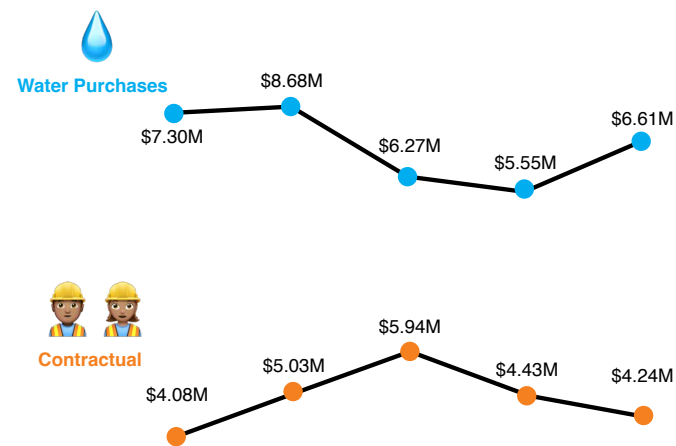 Water Purchases
$7.30M
$8.68M
$6.27M
$5.55M
$6.61M
Contractual
$4.08M
$5.03M
$5.94M
$4.43M
$4.24M